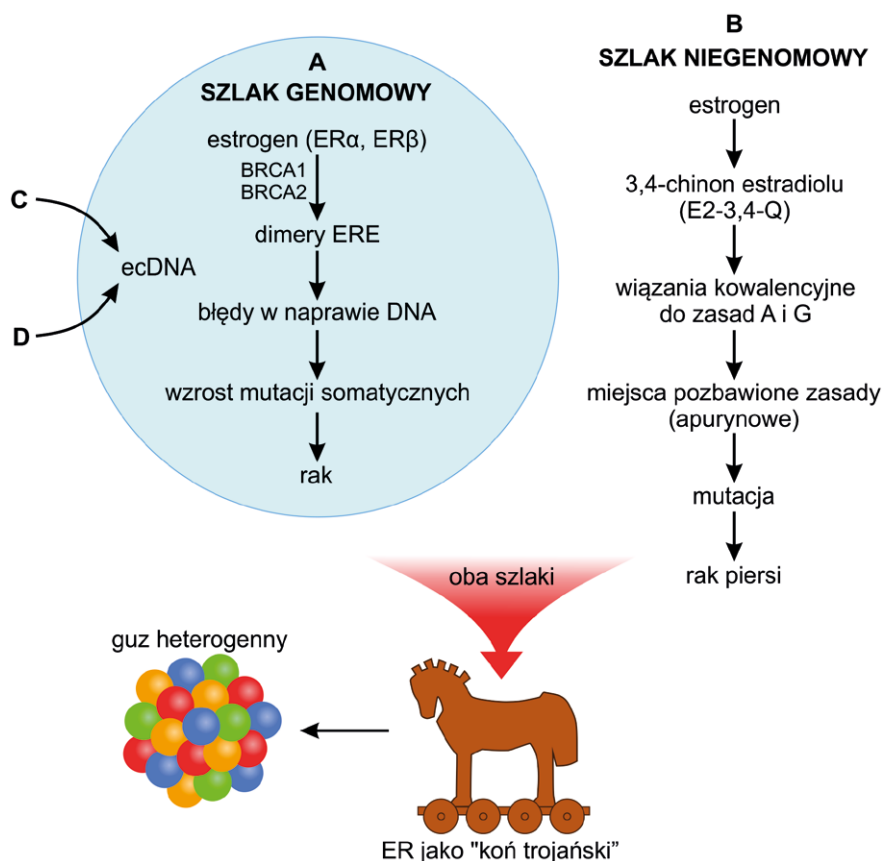 A
SZLAK GENOMOWY
estrogen (ERα, ERβ)
BRCA1
BRCA2
dimery ERE
błędy w naprawie DNA
wzrost mutacji somatycznych
rak
C
ecDNA
D
B
SZLAK NIEGENOMOWY
estrogen
3,4-chinon estradiolu
(E2-3,4-Q)
wiązania kowalencyjne
do zasad A i G
miejsca pozbawione zasady
(apurynowe)
mutacja
rak piersi
oba szlaki
guz heterogenny
ER jako "koń trojański”